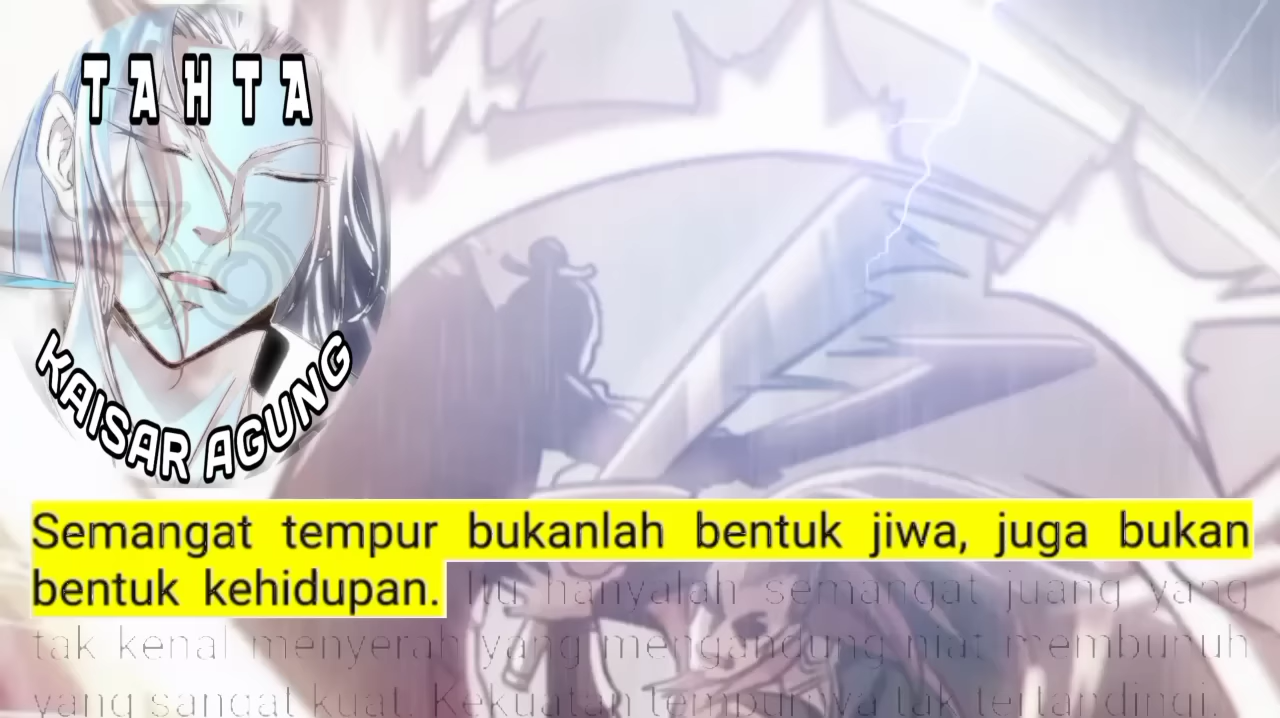 TAHTA
36
KAISAR AGUNG
Semangat tempur bukanlah bentuk jiwa, juga bukan
bentuk kehidupan. Itu hanyalah semangat juang yang
tak kenal menyerah yang mengandung niat membunuh
yang sangat kuat. Kekuatan tempurnya tak tertandingi.